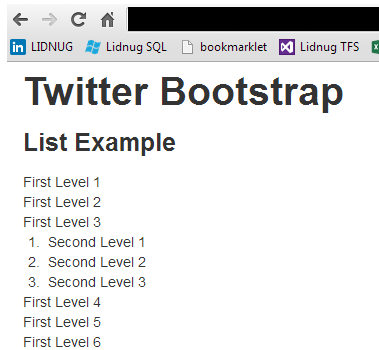 LIDNUG Lidnug SQL bookmarklet Lidnug TFS
Twitter Bootstrap
List Example
First Level 1
First Level 2
First Level 3
1. Second Level 1
2. Second Level 2
3. Second Level 3
First Level 4
First Level 5
First Level 6